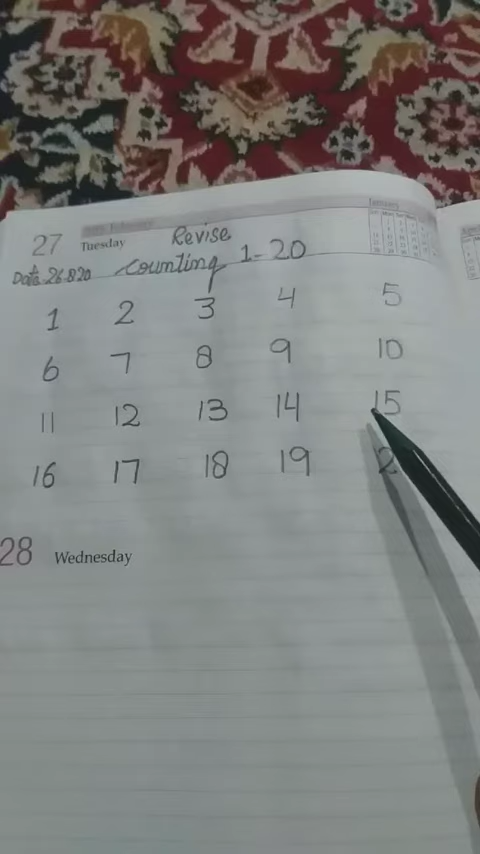 27 Tuesday Revise
Date 26.8.20 Counting 1-20
1 2 3 4 5
6 7 8 9 10
11 12 13 14 15
16 17 18 19 2
28 Wednesday